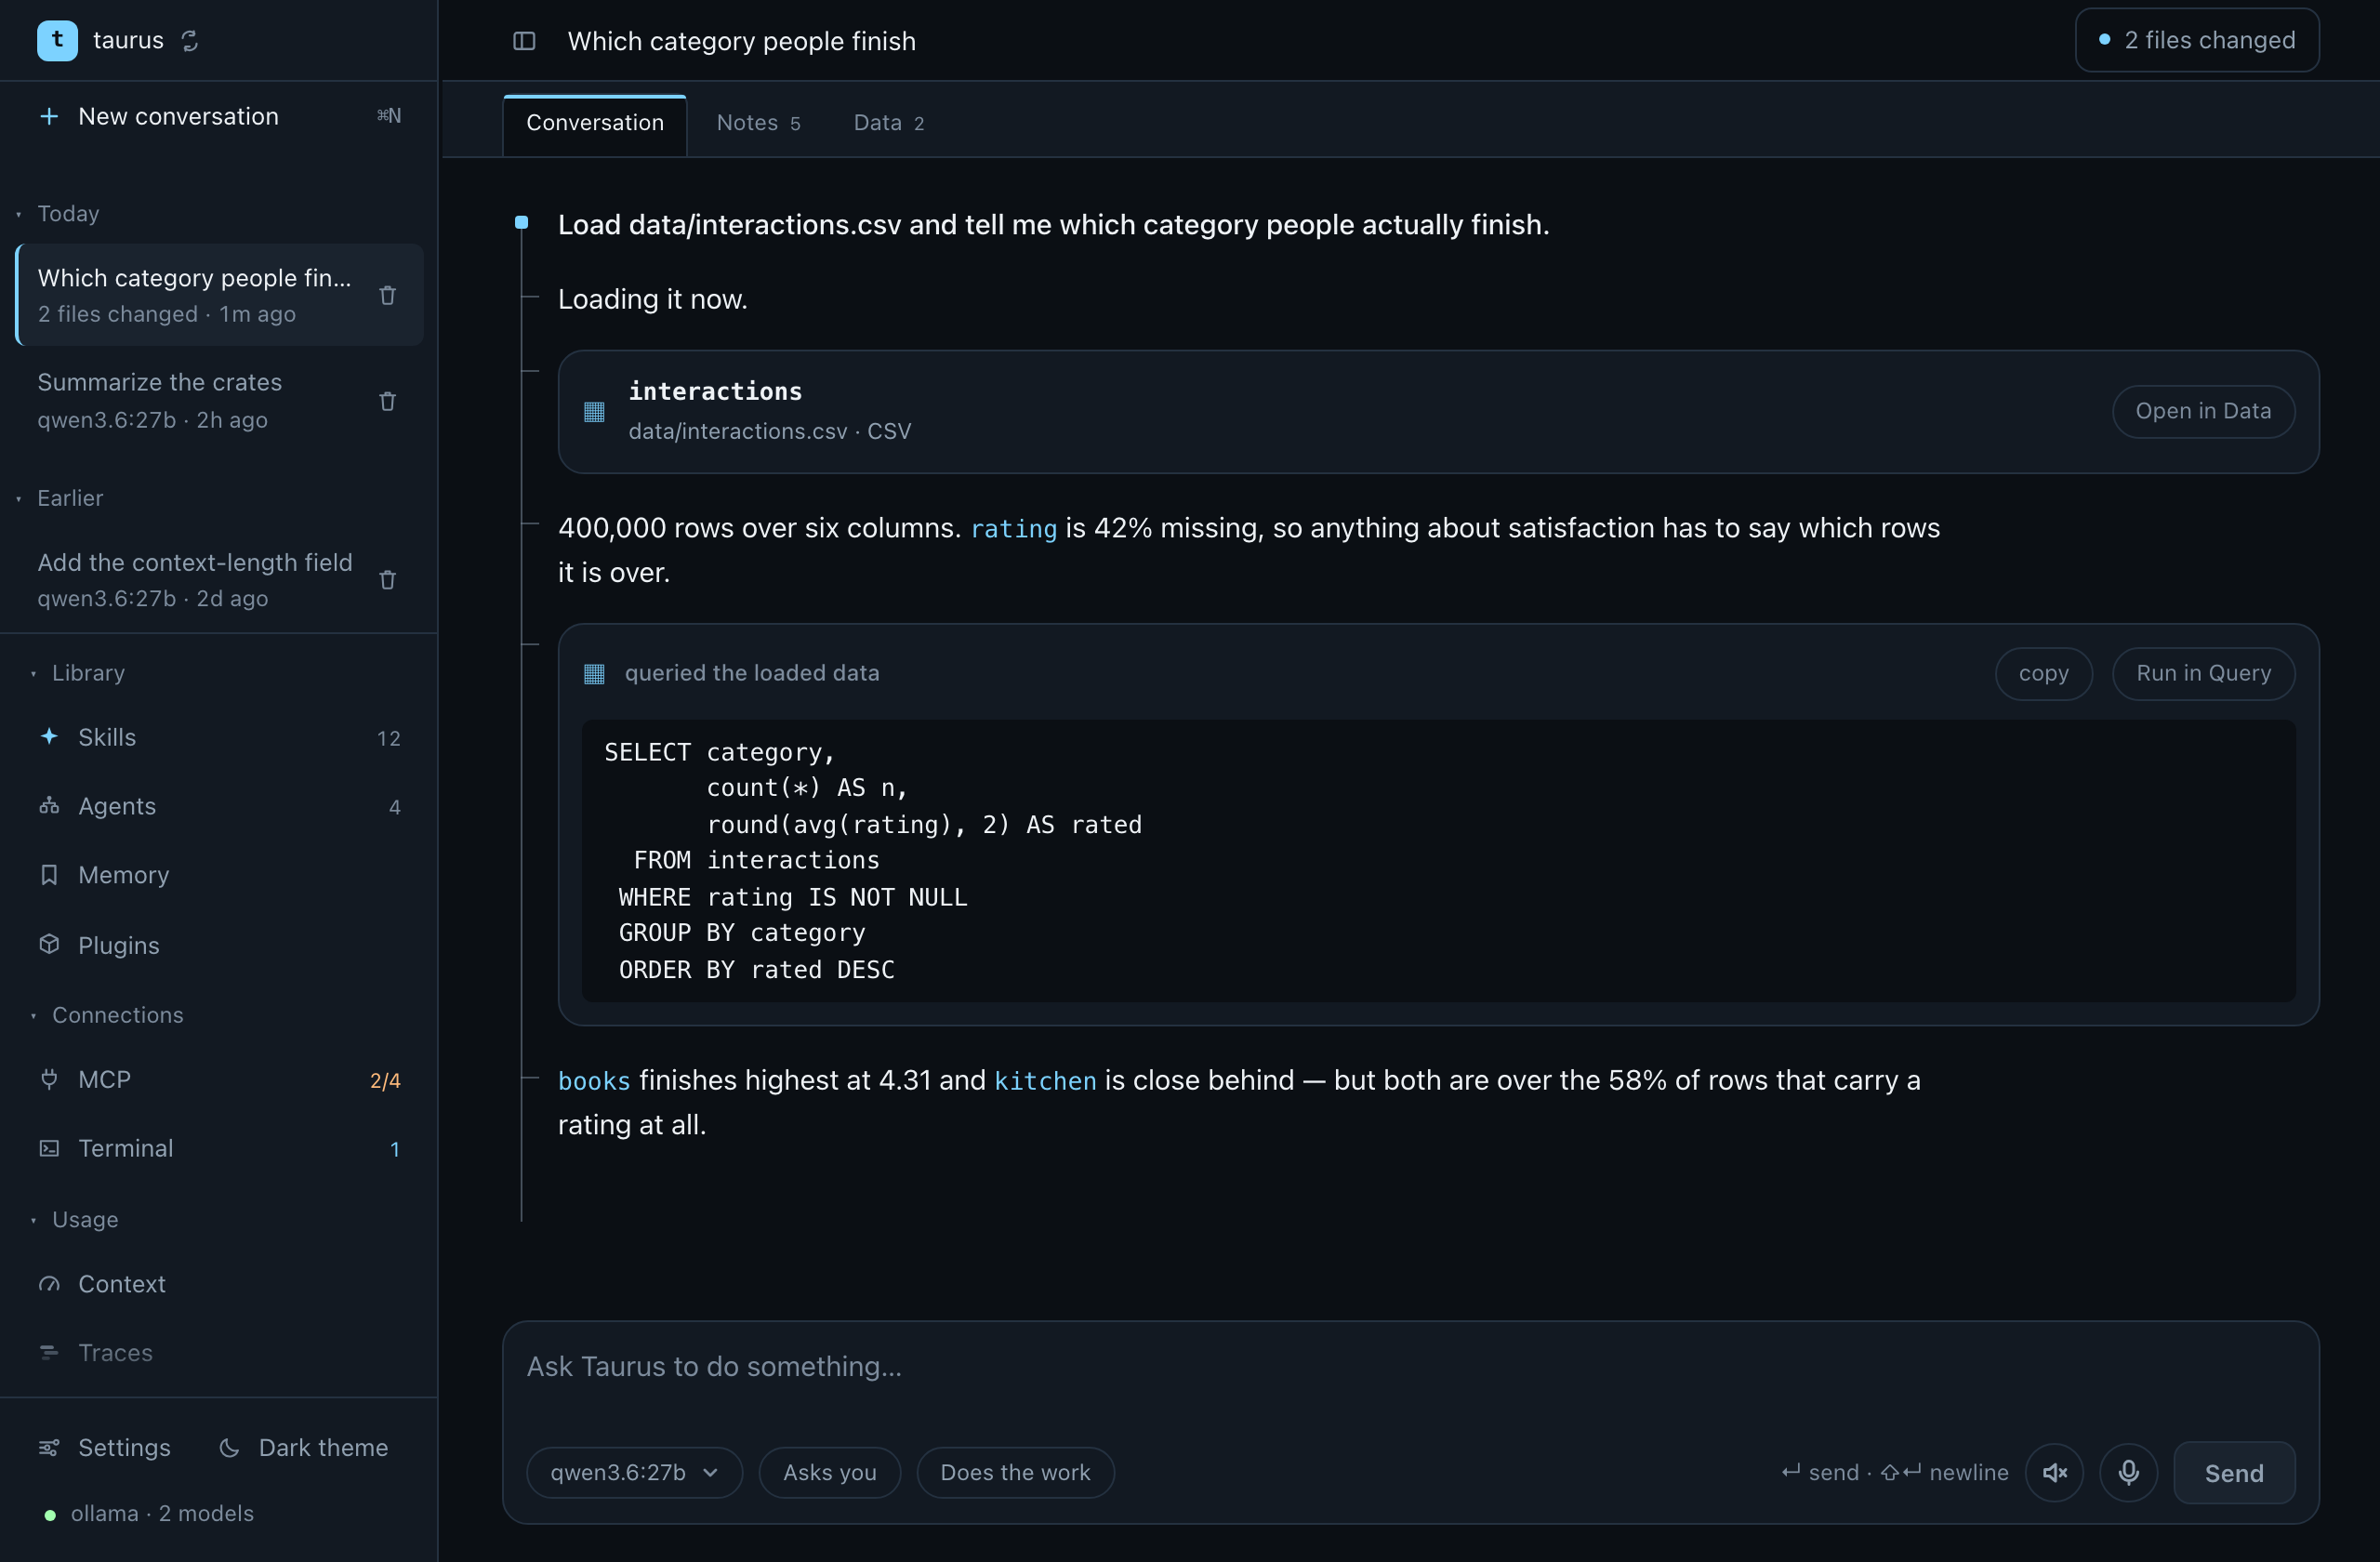 t taurus
New conversation ⌘N
Today
Which category people fin...
2 files changed · 1m ago
Summarize the crates
qwen3.6:27b · 2h ago
Earlier
Add the context-length field
qwen3.6:27b · 2d ago
Library
Skills 12
Agents 4
Memory
Plugins
Connections
MCP 2/4
Terminal 1
Usage
Context
Traces
Settings Dark theme
ollama · 2 models
Which category people finish
2 files changed
Conversation Notes 5 Data 2
Load data/interactions.csv and tell me which category people actually finish.
Loading it now.
interactions
data/interactions.csv · CSV
Open in Data
400,000 rows over six columns. rating is 42% missing, so anything about satisfaction has to say which rows
it is over.
queried the loaded data
copy Run in Query
SELECT category,
       count(*) AS n,
       round(avg(rating), 2) AS rated
  FROM interactions
 WHERE rating IS NOT NULL
 GROUP BY category
 ORDER BY rated DESC
books finishes highest at 4.31 and kitchen is close behind — but both are over the 58% of rows that carry a
rating at all.
Ask Taurus to do something...
qwen3.6:27b Asks you Does the work
↵ send · ⇧↵ newline Send